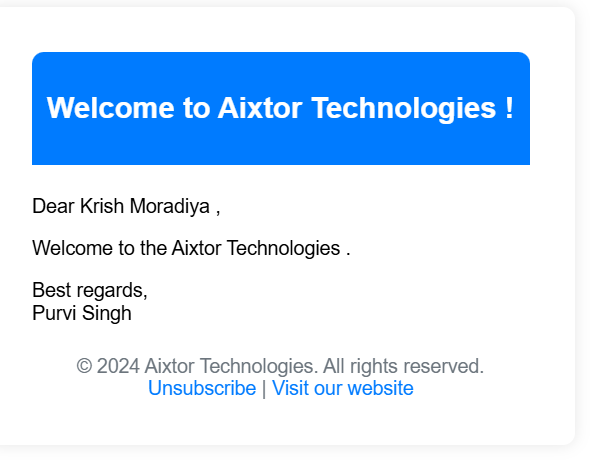 Welcome to Aixtor Technologies !
Dear Krish Moradiya ,
Welcome to the Aixtor Technologies .
Best regards,
Purvi Singh
© 2024 Aixtor Technologies. All rights reserved.
Unsubscribe | Visit our website